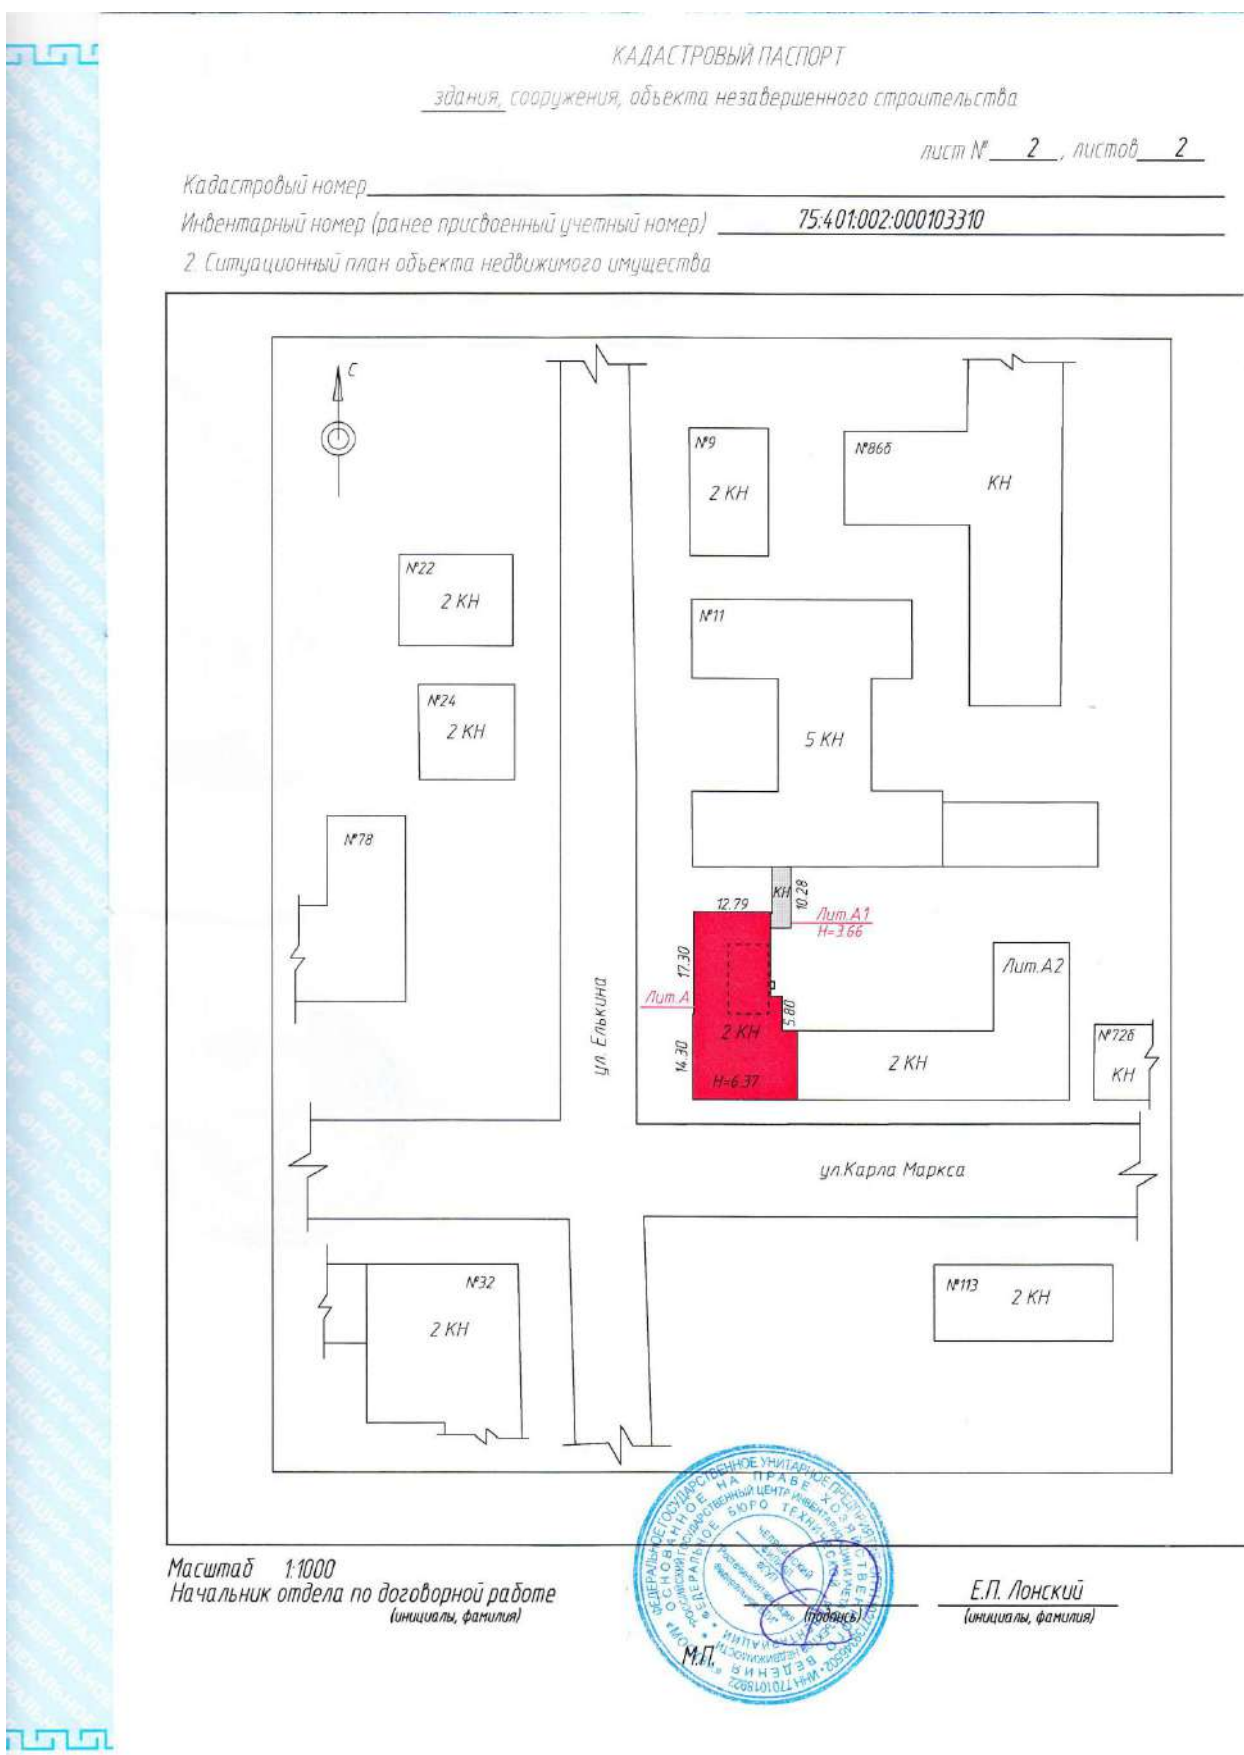 КАДАСТРОВЫЙ ПАСПОРТ
здания, сооружения, объекта незавершенного строительства
лист № 2 , листов 2
Кадастровый номер
Инвентарный номер (ранее присвоенный учетный номер) 75:401:002:000103310
2. Ситуационный план объекта недвижимого имущества
С
№9
2 КН
№86б
КН
№22
2 КН
№11
№24
2 КН
5 КН
№78
КН
10.28
12.79
Лит.А1
Н=3.66
17.30
Лит.А
Лит.А2
5.80
2 КН
14.30
Н=6.37
2 КН
№72б
КН
ул. Елькина
ул.Карла Маркса
№32
2 КН
№113
2 КН
Масштаб 1:1000
Начальник отдела по договорной работе
(инициалы, фамилия)
(подпись)
Е.П. Лонский
(инициалы, фамилия)
М.П.